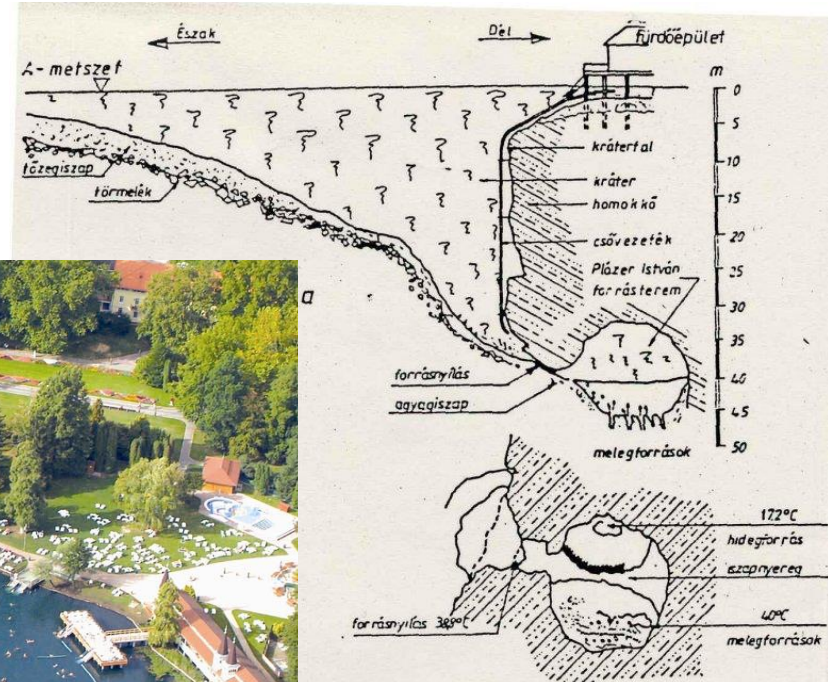 Észak
Dél
fürdőépület
L-metszet
m
0
5
10
15
20
25
30
35
40
45
50
krátertal
kráter
homokkő
csővezeték
Plózer István
forrásterem
tőzegiszap
törmelék
a
forrásnyílás
agyagiszap
melegforrások
17.2°C
hidegforrás
iszapnyereg
forrásnyílás 38.9°C
40°C
melegforrások